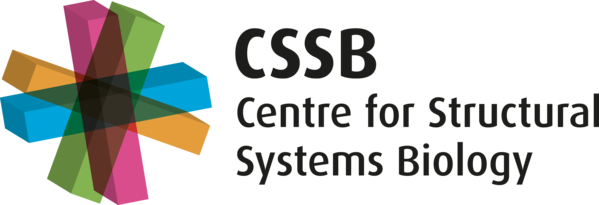 CSSB
Centre for Structural
Systems Biology